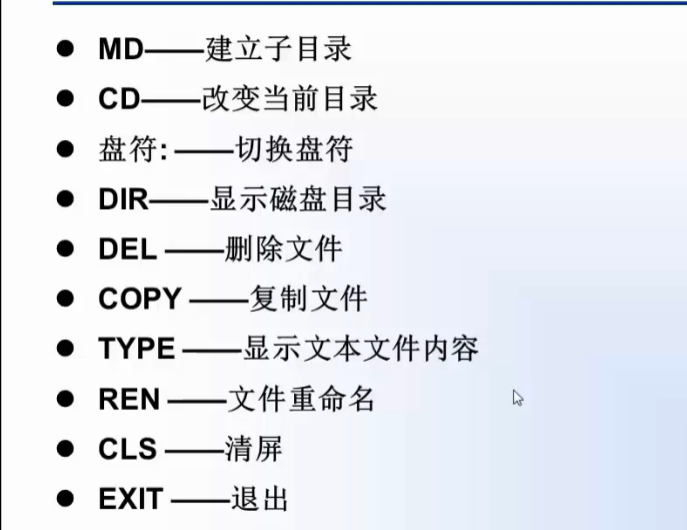 ● MD——建立子目录
● CD——改变当前目录
● 盘符: ——切换盘符
● DIR——显示磁盘目录
● DEL ——删除文件
● COPY ——复制文件
● TYPE ——显示文本文件内容
● REN ——文件重命名
● CLS ——清屏
● EXIT ——退出